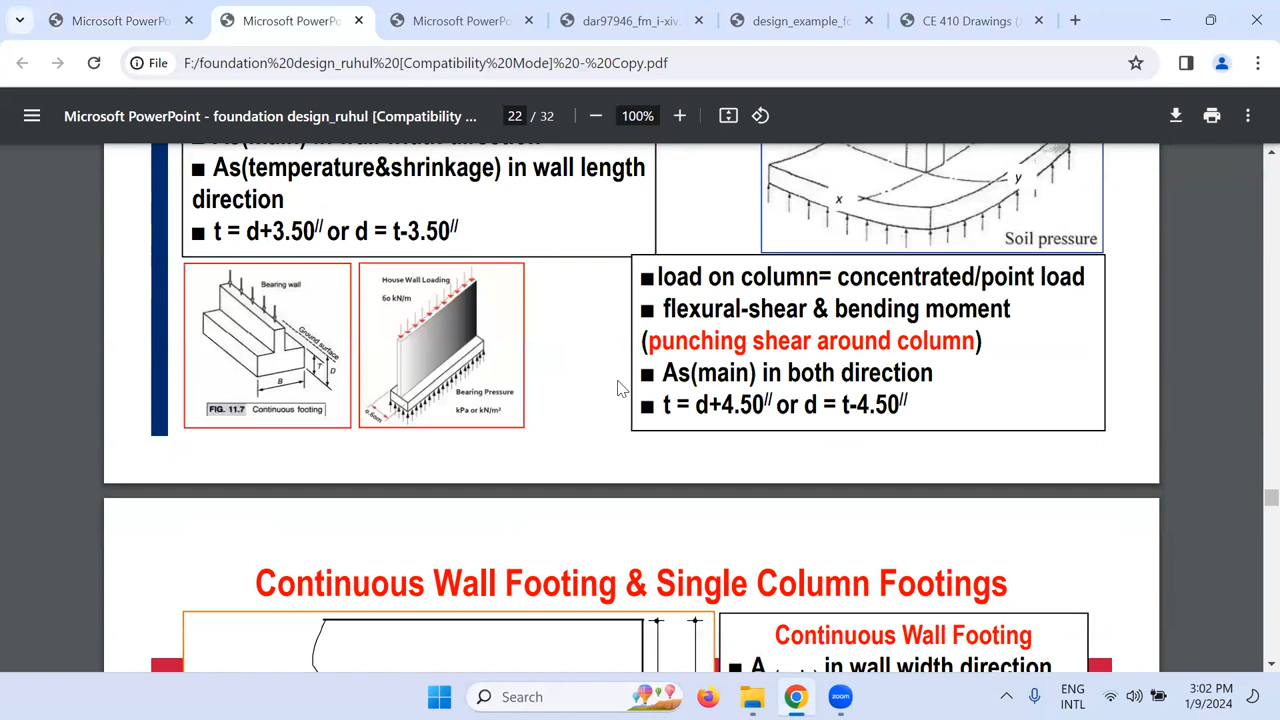 Microsoft PowerPo
Microsoft PowerPo
Microsoft PowerPo
dar97946_fm_i-xiv.
design_example_fo
CE 410 Drawings (
File
F:/foundation%20design_ruhul%20[Compatibility%20Mode]%20-%20Copy.pdf
Microsoft PowerPoint - foundation design_ruhul [Compatibility ...
22 / 32
100%
■ As(temperature&shrinkage) in wall length
direction
■ t = d+3.50// or d = t-3.50//
x
y
Soil pressure
Bearing wall
Ground surface
B
T
D
FIG. 11.7 Continuous footing
House Wall Loading
60 kN/m
0.6m
Bearing Pressure
kPa or kN/m²
■load on column= concentrated/point load
■ flexural-shear & bending moment
(punching shear around column)
■ As(main) in both direction
■ t = d+4.50// or d = t-4.50//
Continuous Wall Footing & Single Column Footings
Continuous Wall Footing
■ A in wall width direction
Search
zoom
ENG
INTL
3:02 PM
1/9/2024